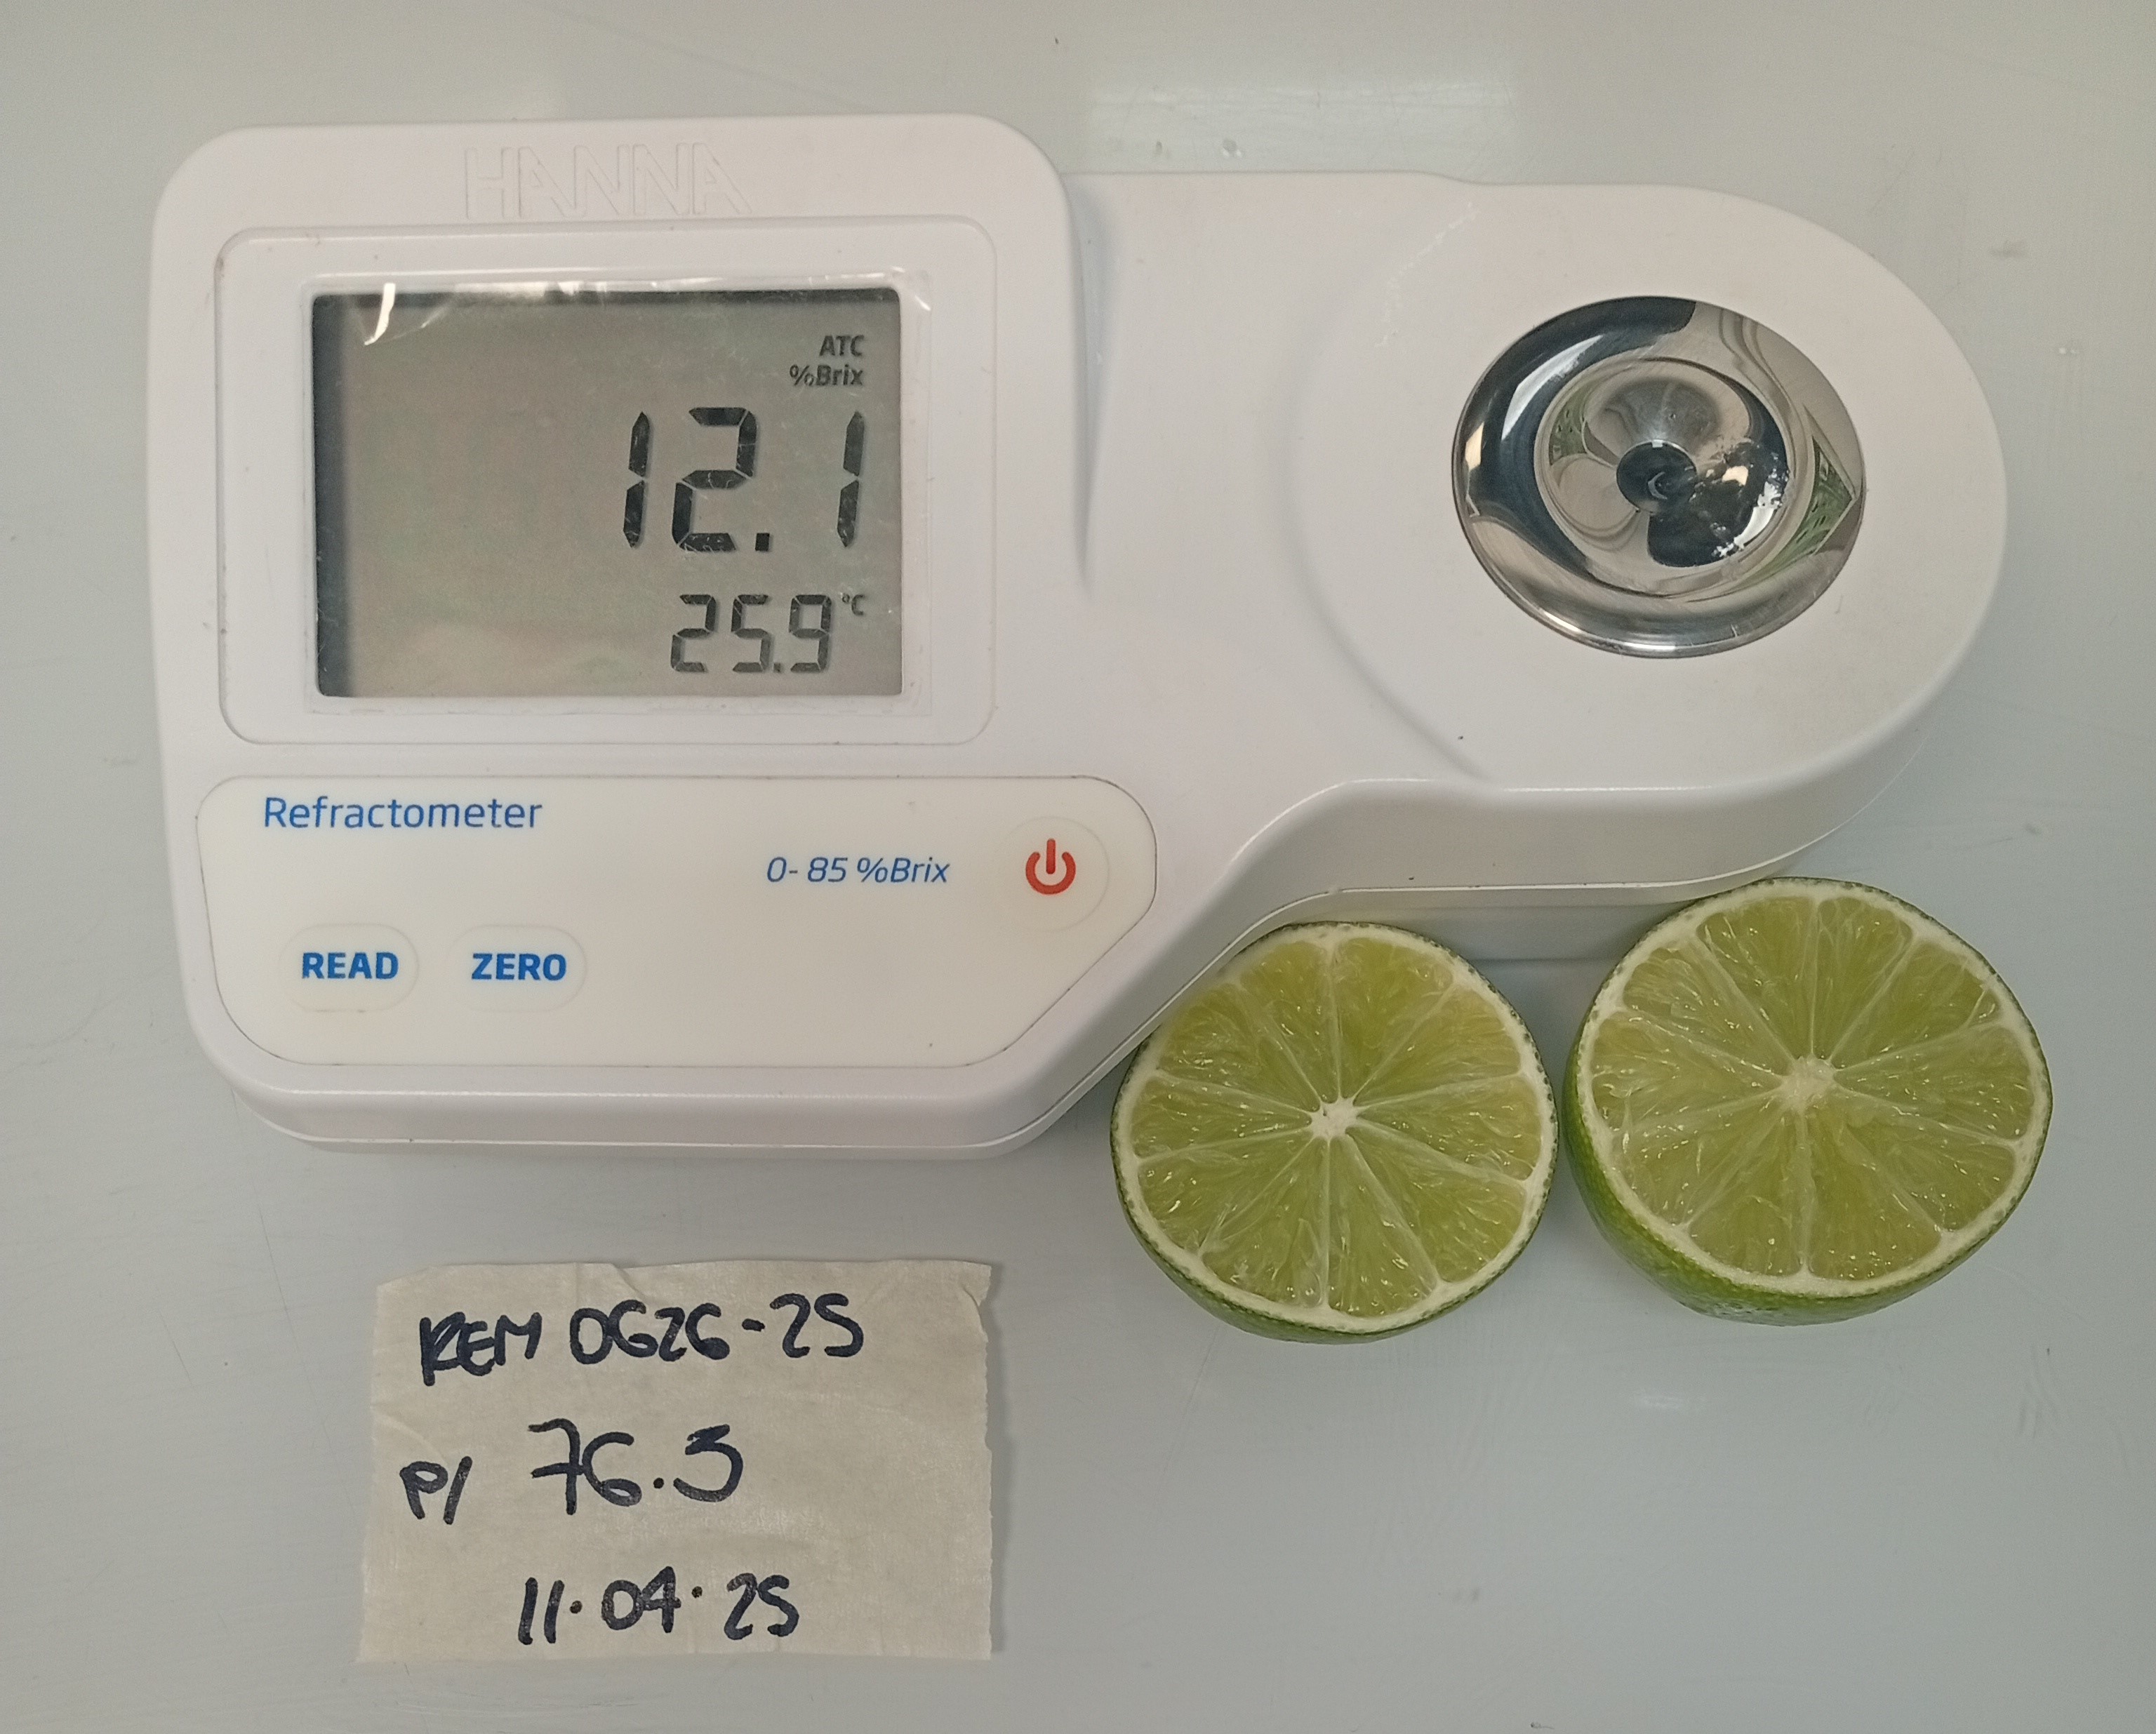 HANNA
ATC
%Brix
12.1
25.9 °C
Refractometer
0-85 %Brix
READ ZERO
REM 0626-25
P/ 76.3
11.04.25